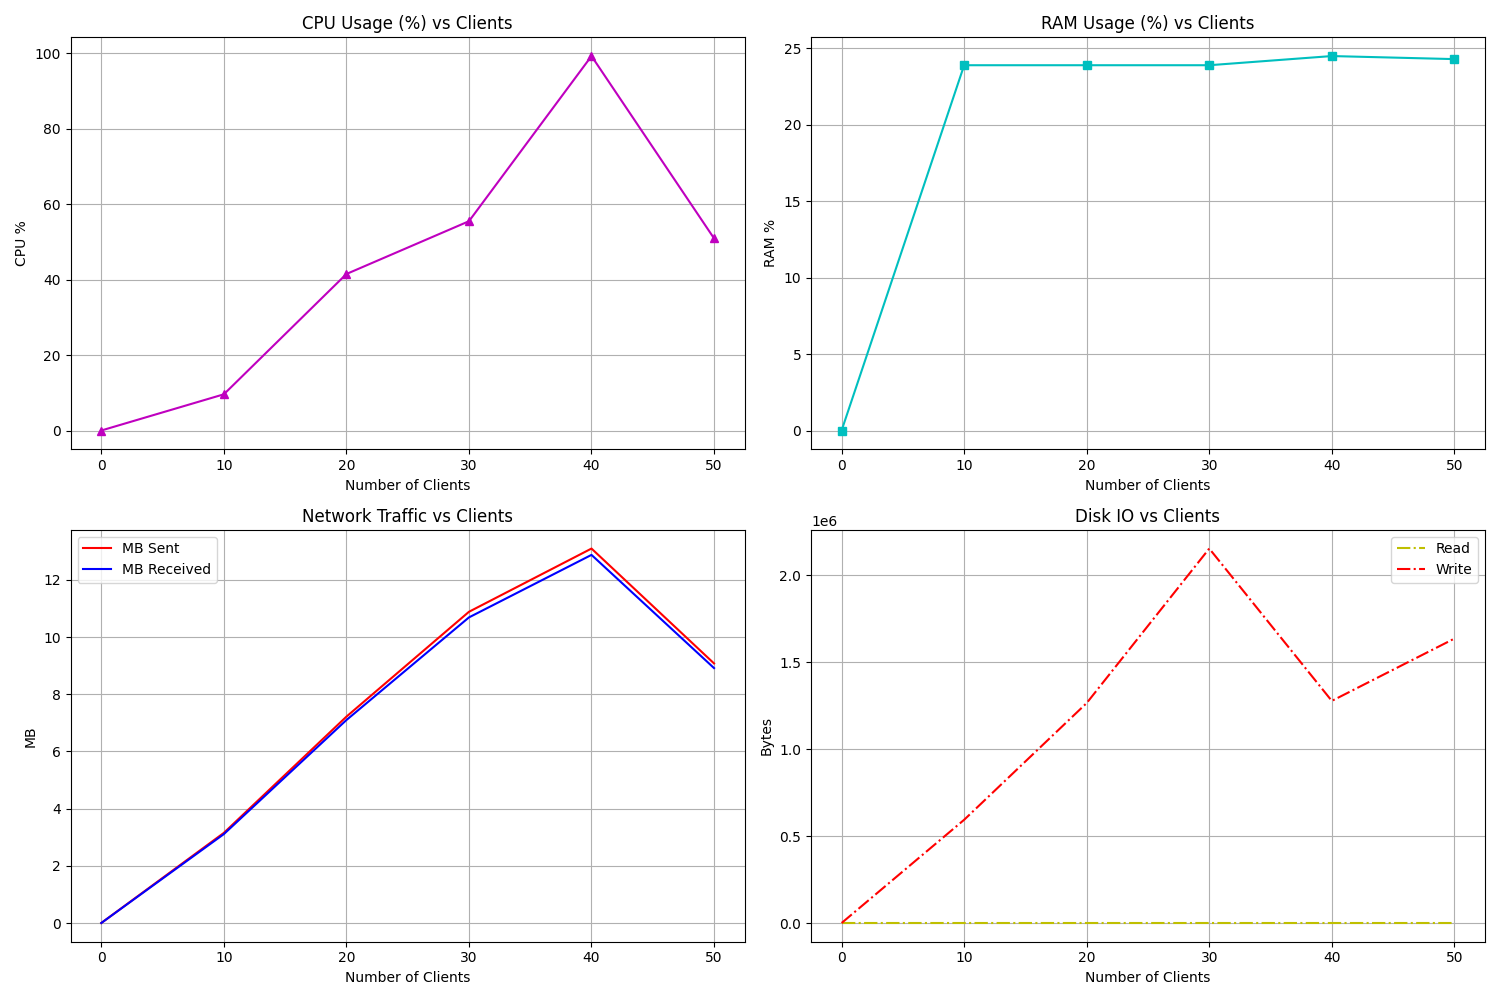 CPU Usage (%) vs Clients
CPU %
100
80
60
40
20
0
0 10 20 30 40 50
Number of Clients
RAM Usage (%) vs Clients
RAM %
25
20
15
10
5
0
0 10 20 30 40 50
Number of Clients
Network Traffic vs Clients
MB Sent
MB Received
MB
12
10
8
6
4
2
0
0 10 20 30 40 50
Number of Clients
Disk IO vs Clients
1e6
Read
Write
Bytes
2.0
1.5
1.0
0.5
0.0
0 10 20 30 40 50
Number of Clients